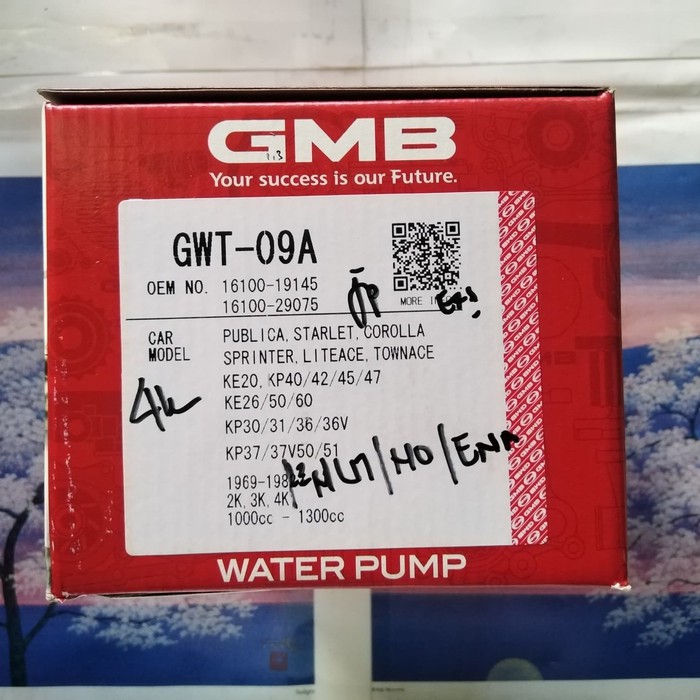 GMB
Your success is our Future.
GWT-09A
OEM NO. 16100-19145
16100-29075
MORE
CAR MODEL
PUBLICA, STARLET, COROLLA
SPRINTER, LITEACE, TOWNACE
KE20, KP40/42/45/47
KE26/50/60
4K
KP30/31/36/36V
KP37/37V50/51
1969-198
2K, 3K, 4K
1000cc - 1300cc
WATER PUMP